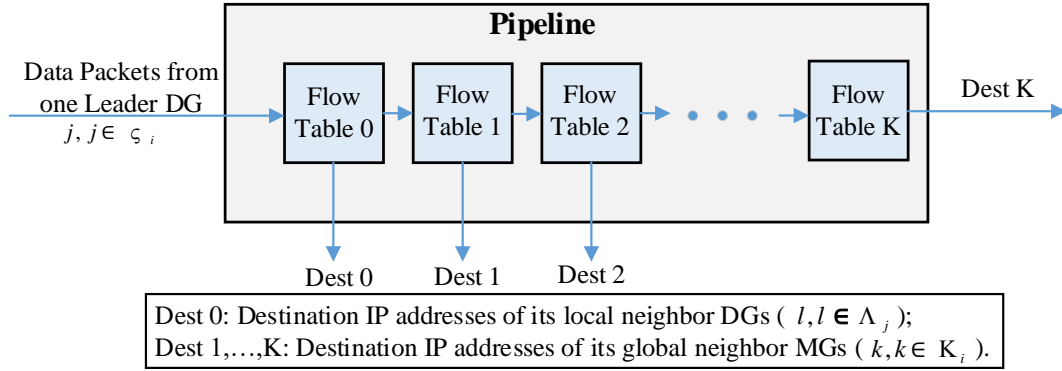 Pipeline
Data Packets from
one Leader DG
j, j ∈ ς i
Flow
Table 0
Flow
Table 1
Flow
Table 2
Flow
Table K
Dest K
Dest 0
Dest 1
Dest 2
Dest 0: Destination IP addresses of its local neighbor DGs ( l, l ∈ Λ j );
Dest 1,…,K: Destination IP addresses of its global neighbor MGs ( k, k ∈ K i ).